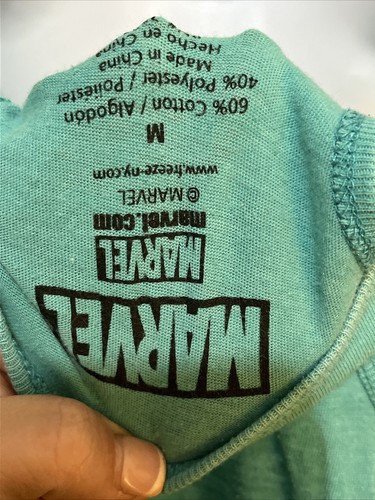 MARVEL
MARVEL
marvel.com
© MARVEL
www.freeze-ny.com
M
60% Cotton / Algodón
40% Polyester / Poliéster
Made in China
Hecho en China